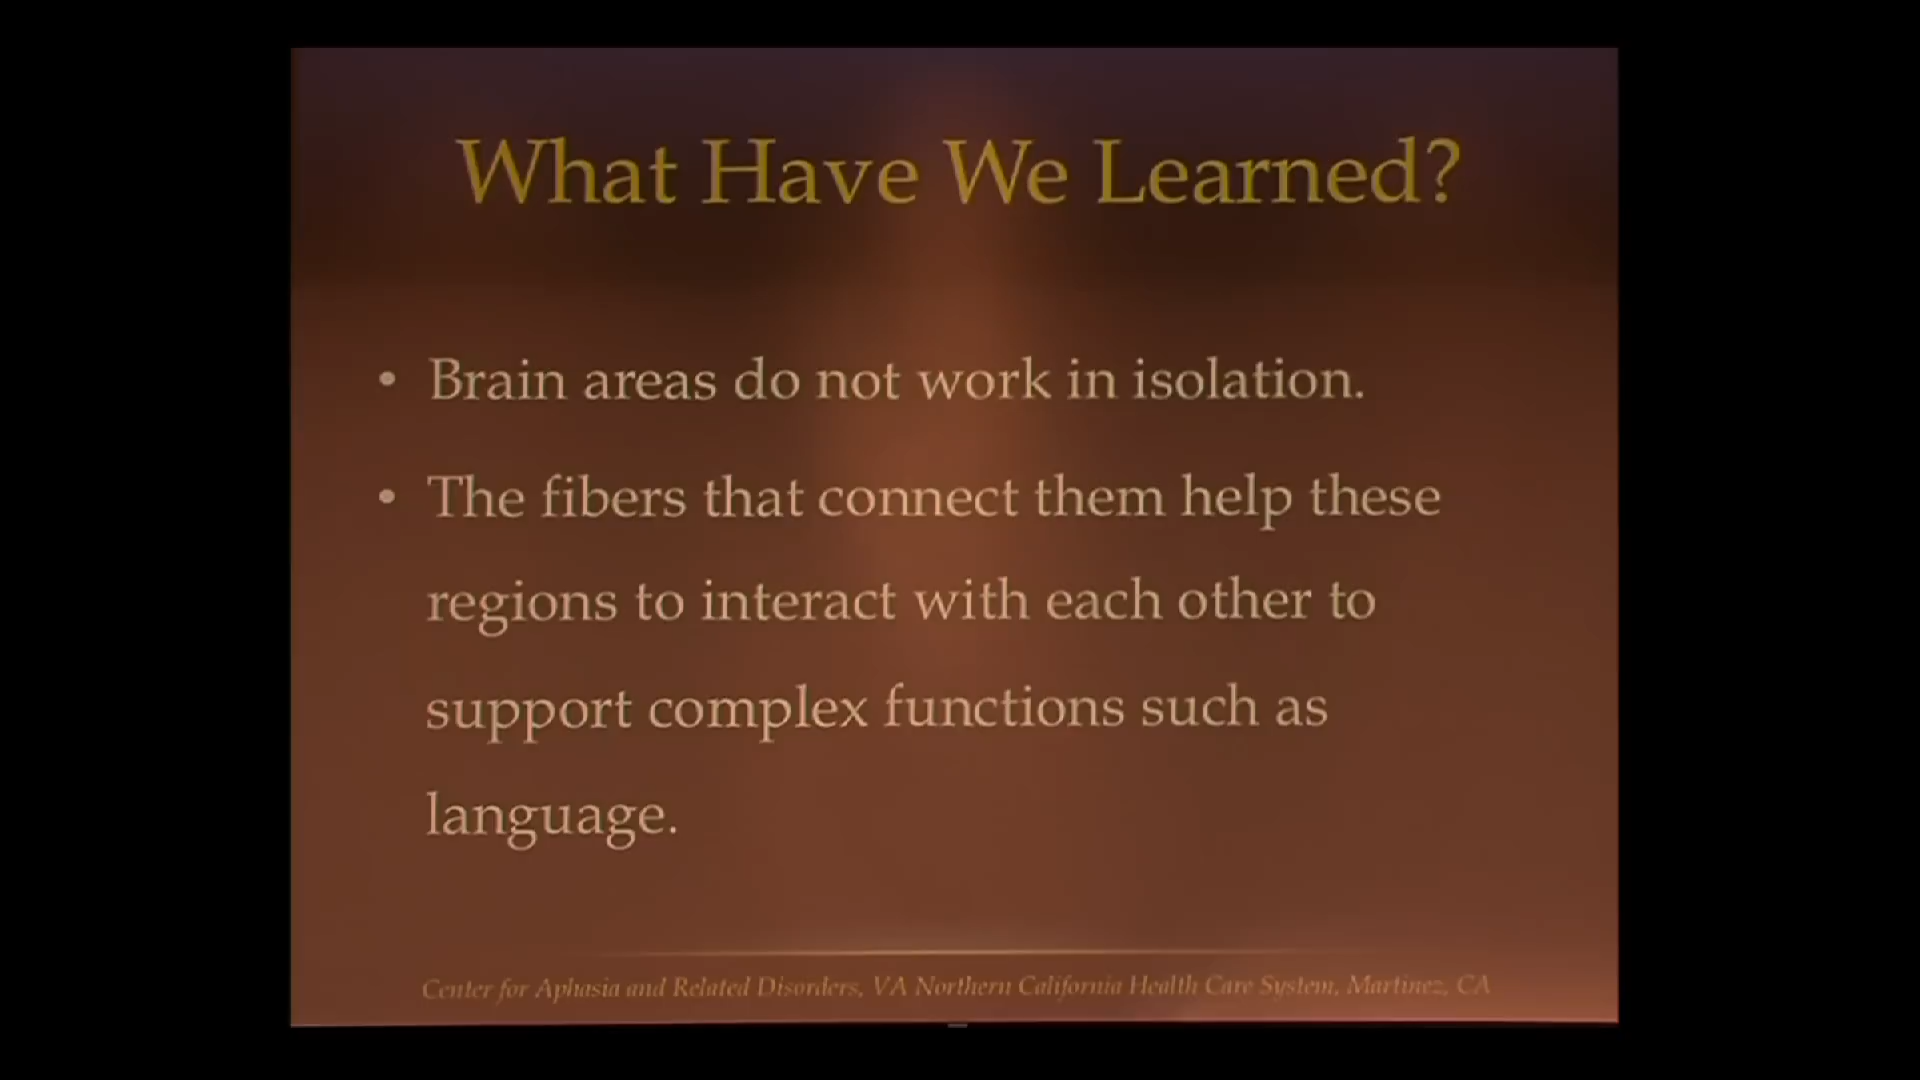 What Have We Learned?
• Brain areas do not work in isolation.
• The fibers that connect them help these
regions to interact with each other to
support complex functions such as
language.
Center for Aphasia and Related Disorders, VA Northern California Health Care System, Martinez, CA